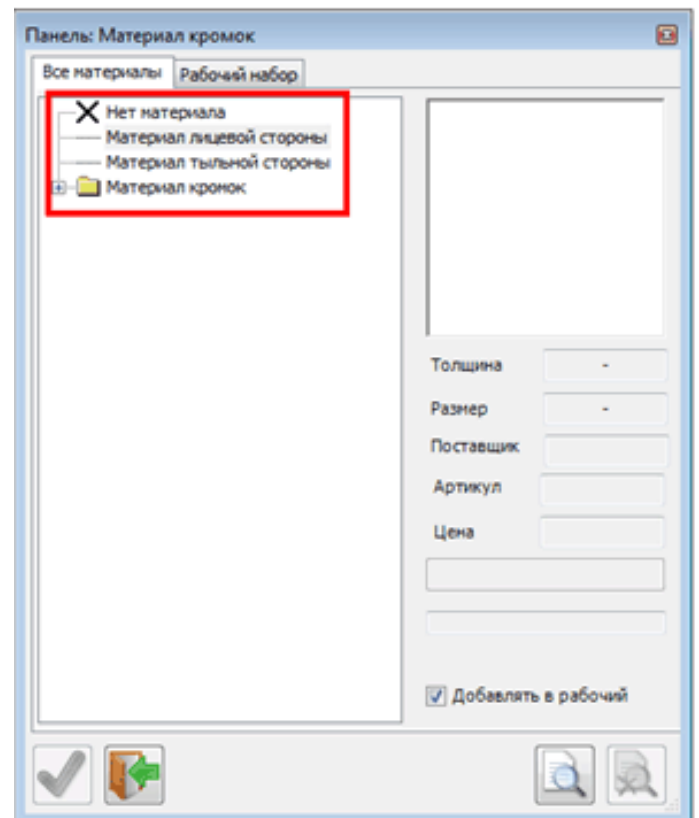 Панель: Материал кромок
Все материалы Рабочий набор
Нет материала
Материал лицевой стороны
Материал тыльной стороны
Материал кромок
Толщина -
Размер -
Поставщик
Артикул
Цена
Добавлять в рабочий